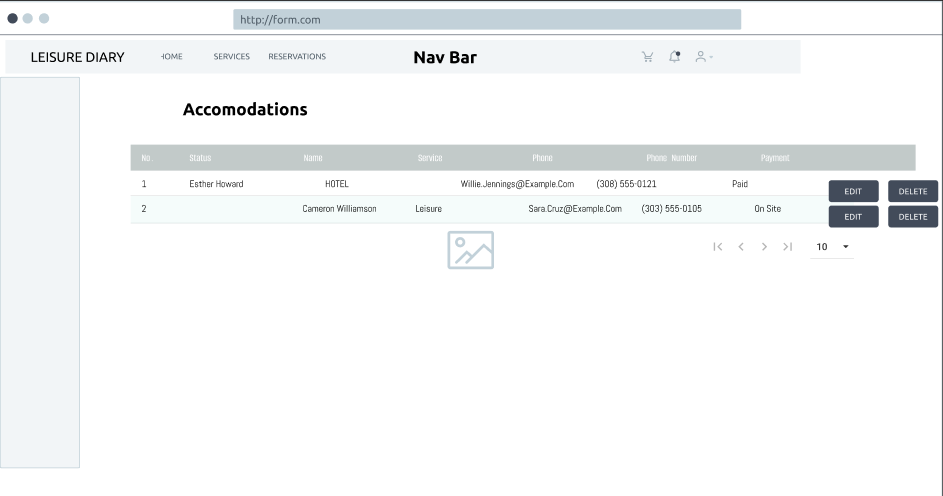 http://form.com
LEISURE DIARY HOME SERVICES RESERVATIONS Nav Bar
Accomodations
No. Status Name Service Phone Phone Number Payment
1 Esther Howard HOTEL Willie.Jennings@Example.Com (308) 555-0121 Paid EDIT DELETE
2 Cameron Williamson Leisure Sara.Cruz@Example.Com (303) 555-0105 On Site EDIT DELETE
10